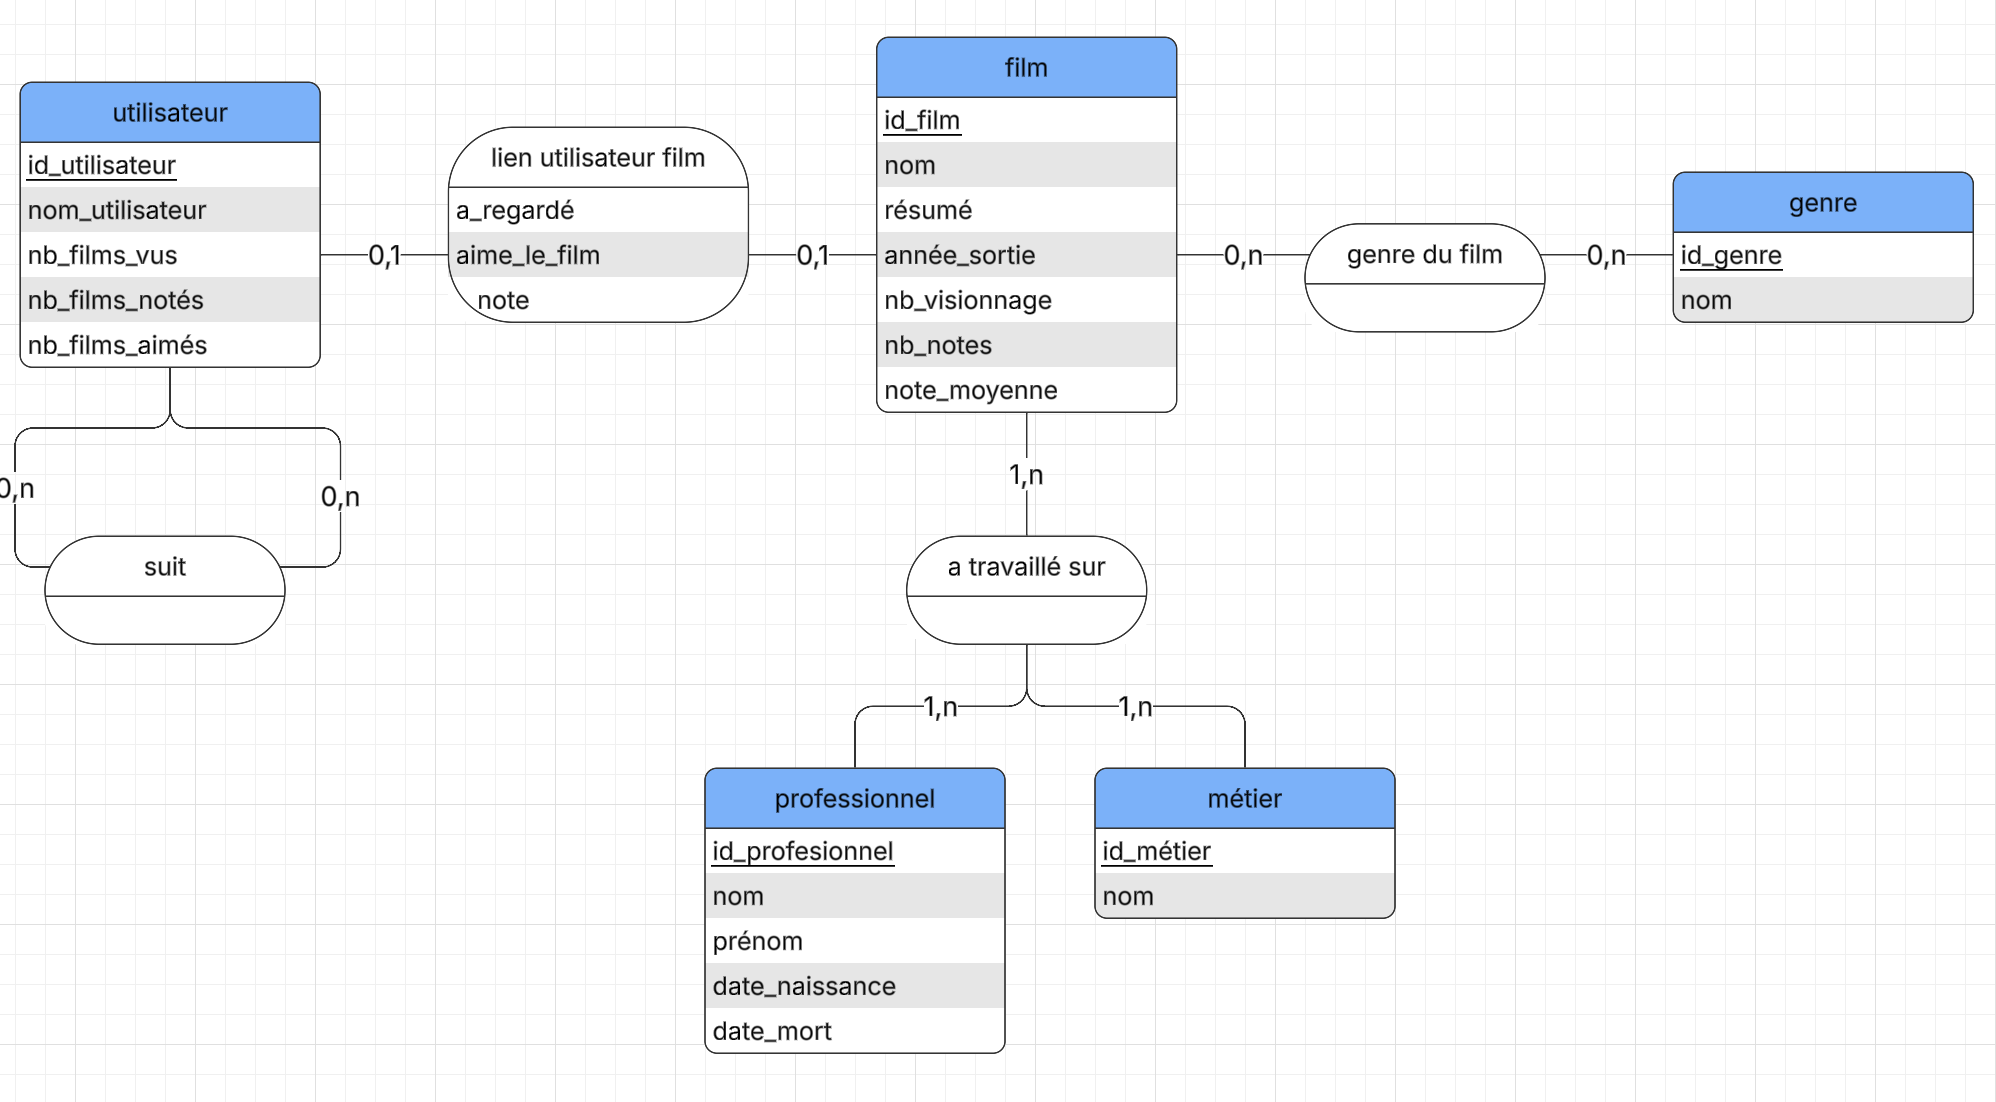 utilisateur
id_utilisateur
nom_utilisateur
nb_films_vus
nb_films_notés
nb_films_aimés
0,1
lien utilisateur film
a_regardé
aime_le_film
note
0,1
film
id_film
nom
résumé
année_sortie
nb_visionnage
nb_notes
note_moyenne
0,n
genre du film
0,n
genre
id_genre
nom
0,n
0,n
suit
1,n
a travaillé sur
1,n
1,n
professionnel
id_profesionnel
nom
prénom
date_naissance
date_mort
métier
id_métier
nom